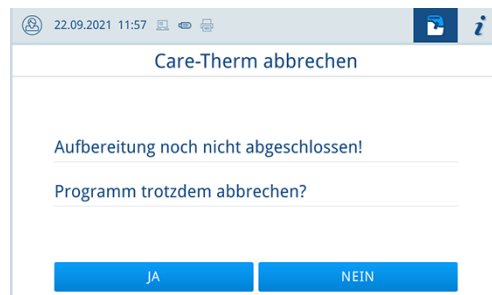 22.09.2021 11:57
i
Care-Therm abbrechen
Aufbereitung noch nicht abgeschlossen!
Programm trotzdem abbrechen?
JA NEIN